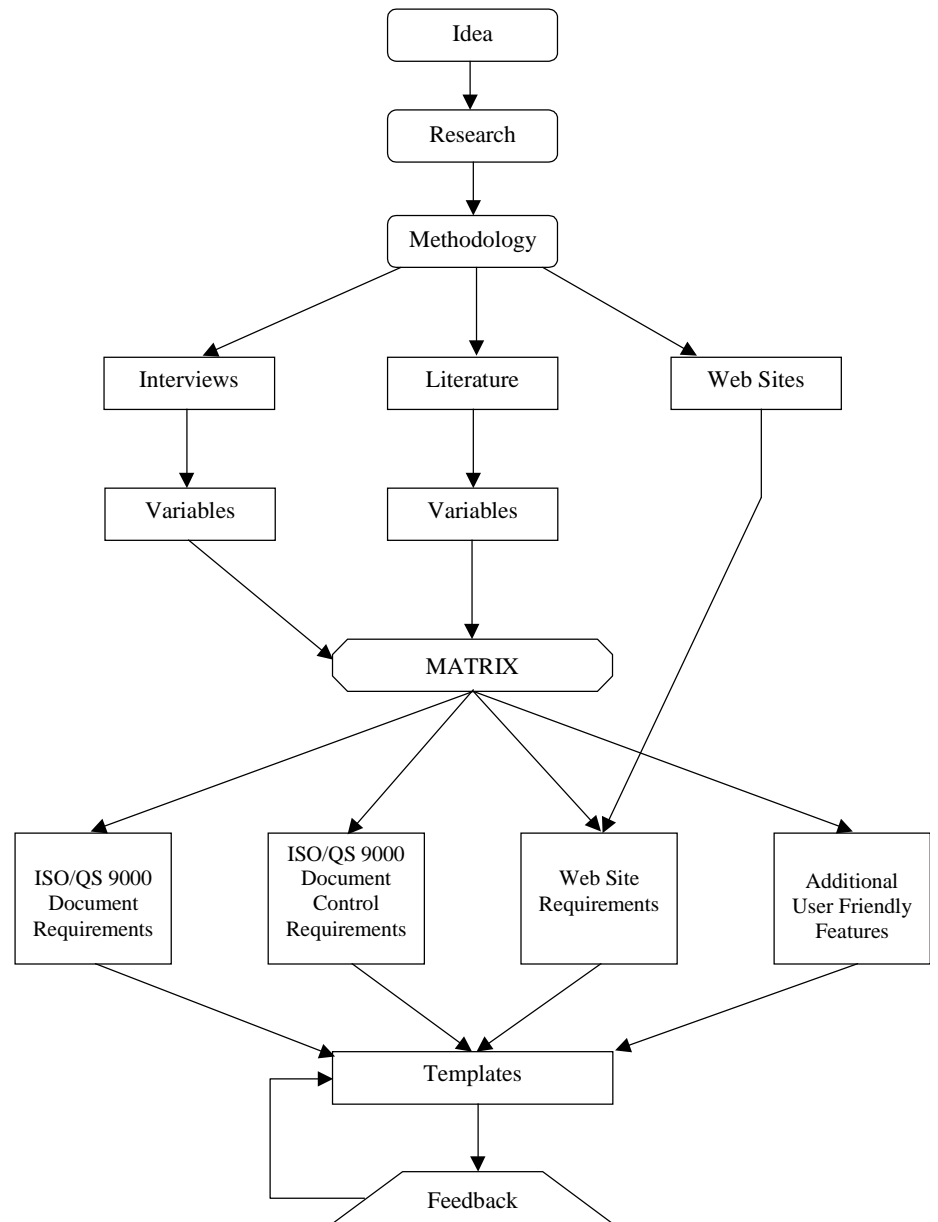 Idea
Research
Methodology
Interviews
Literature
Web Sites
Variables
Variables
MATRIX
ISO/QS 9000
Document
Requirements
ISO/QS 9000
Document
Control
Requirements
Web Site
Requirements
Additional
User Friendly
Features
Templates
Feedback